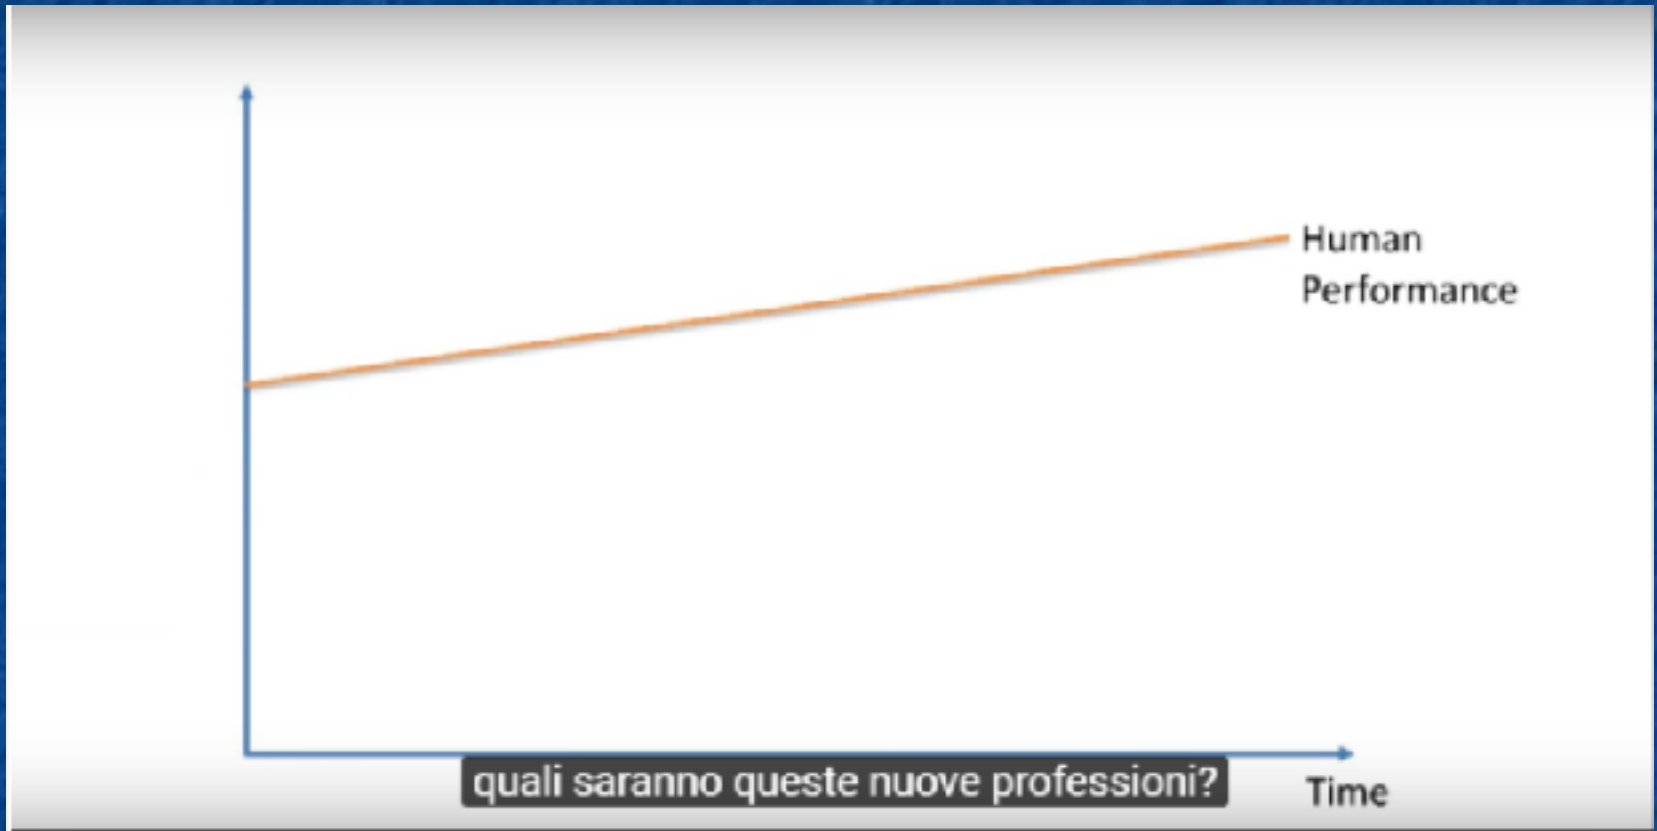 Human
Performance
quali saranno queste nuove professioni?
Time